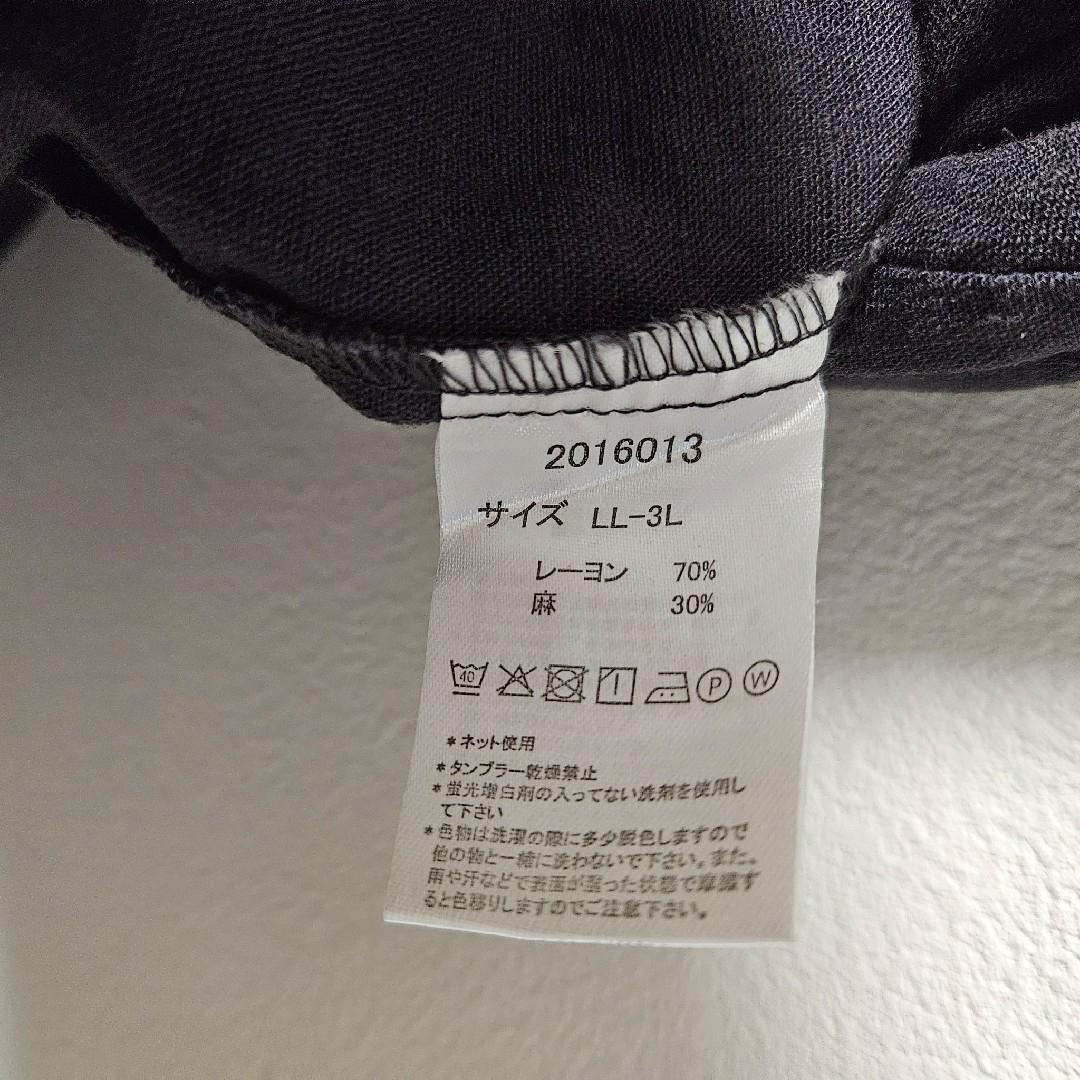 2016013
サイズ LL-3L
レーヨン 70%
麻 30%
40 P W
*ネット使用
*タンブラー乾燥禁止
*蛍光増白剤の入ってない洗剤を使用し
て下さい
*色物は洗濯の際に多少脱色しますので
他の物と一緒に洗わないで下さい。また、
雨や汗などで表面が湿った状態で摩擦す
ると色移りしますのでご注意下さい。